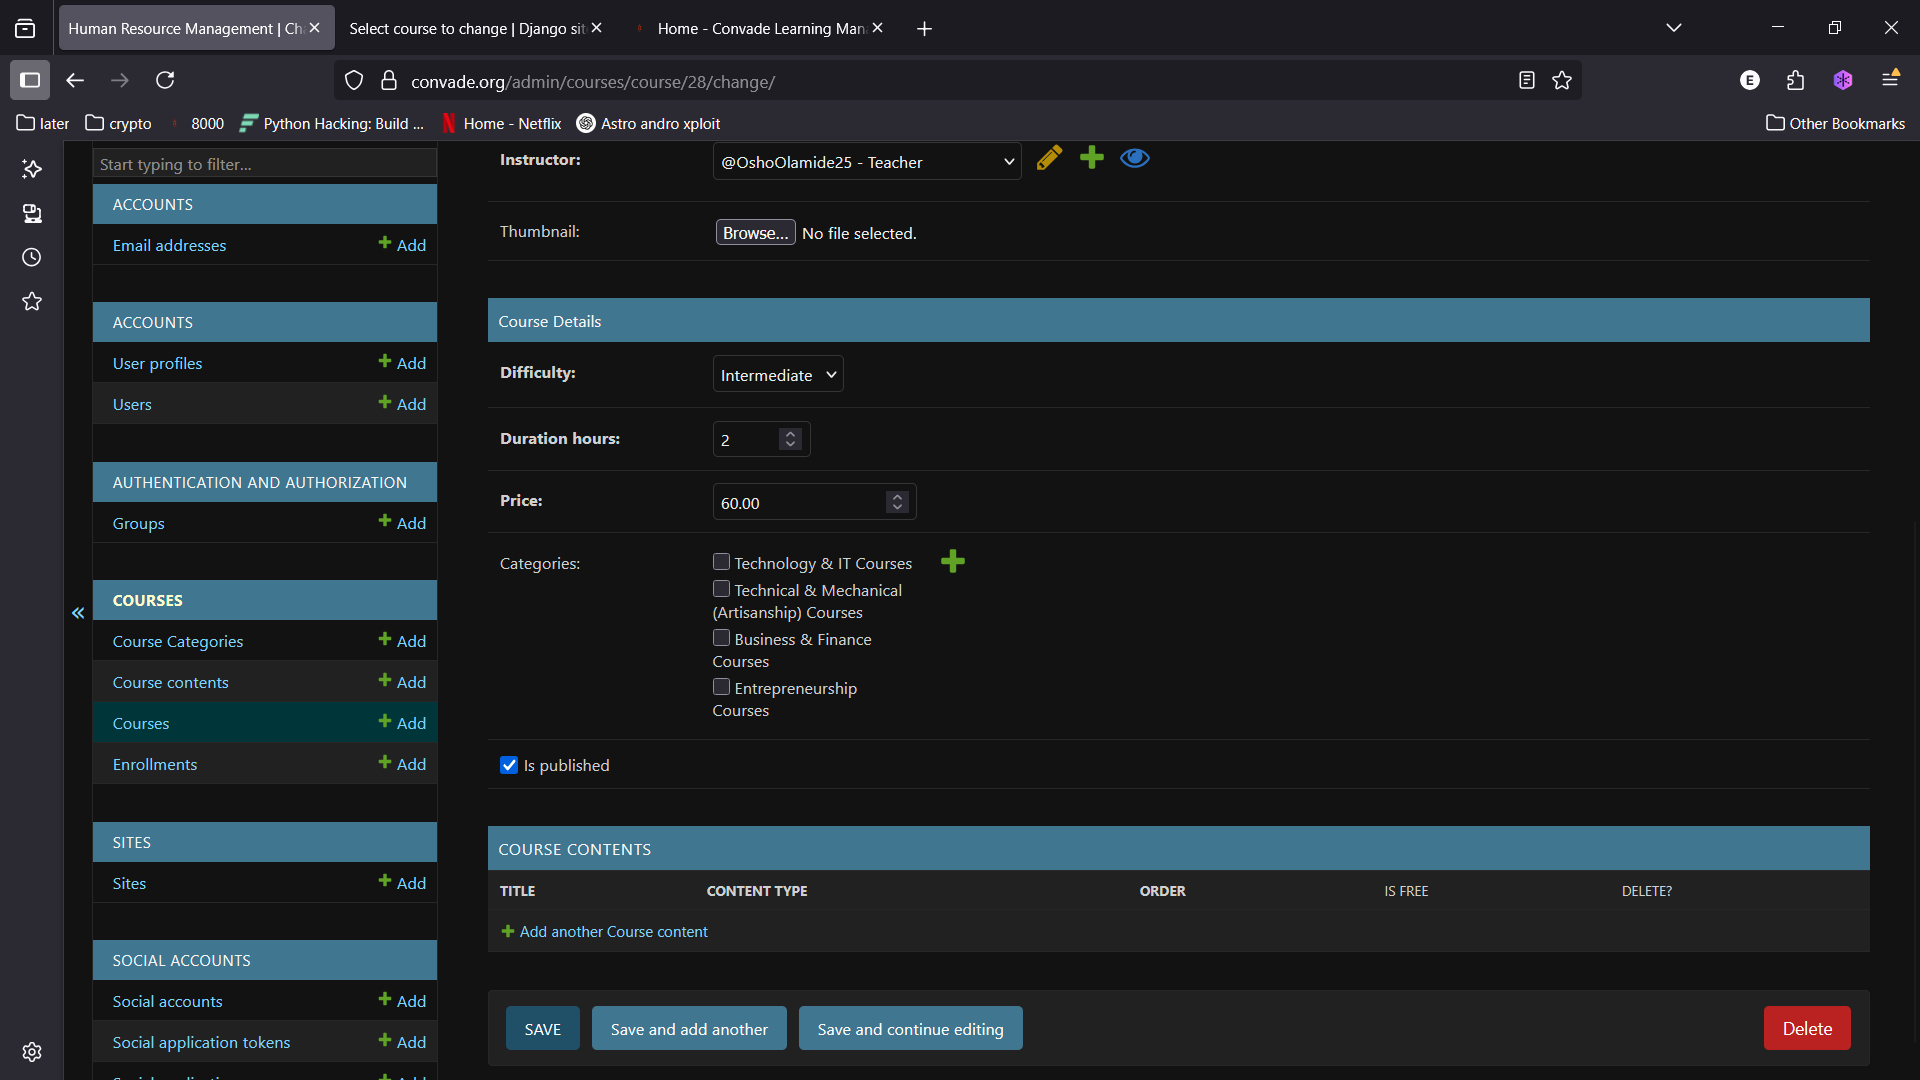 Human Resource Management | Ch
Select course to change | Django sit
Home - Convade Learning Man
convade.org/admin/courses/course/28/change/
E
later
crypto
8000
Python Hacking: Build ...
Home - Netflix
Astro andro xploit
Other Bookmarks
Start typing to filter...
ACCOUNTS
Email addresses
Add
ACCOUNTS
User profiles
Add
Users
Add
AUTHENTICATION AND AUTHORIZATION
Groups
Add
COURSES
Course Categories
Add
Course contents
Add
Courses
Add
Enrollments
Add
SITES
Sites
Add
SOCIAL ACCOUNTS
Social accounts
Add
Social application tokens
Add
«
Instructor:
@OshoOlamide25 - Teacher
Thumbnail:
Browse... No file selected.
Course Details
Difficulty:
Intermediate
Duration hours:
2
Price:
60.00
Categories:
Technology & IT Courses
Technical & Mechanical
(Artisanship) Courses
Business & Finance
Courses
Entrepreneurship
Courses
Is published
COURSE CONTENTS
TITLE
CONTENT TYPE
ORDER
IS FREE
DELETE?
Add another Course content
SAVE
Save and add another
Save and continue editing
Delete